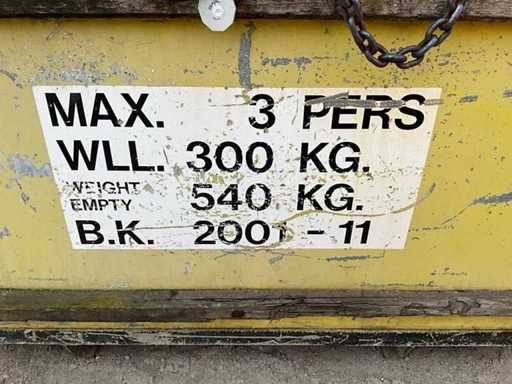 MAX. 3 PERS
WLL. 300 KG.
WEIGHT EMPTY 540 KG.
B.K. 2001 - 11